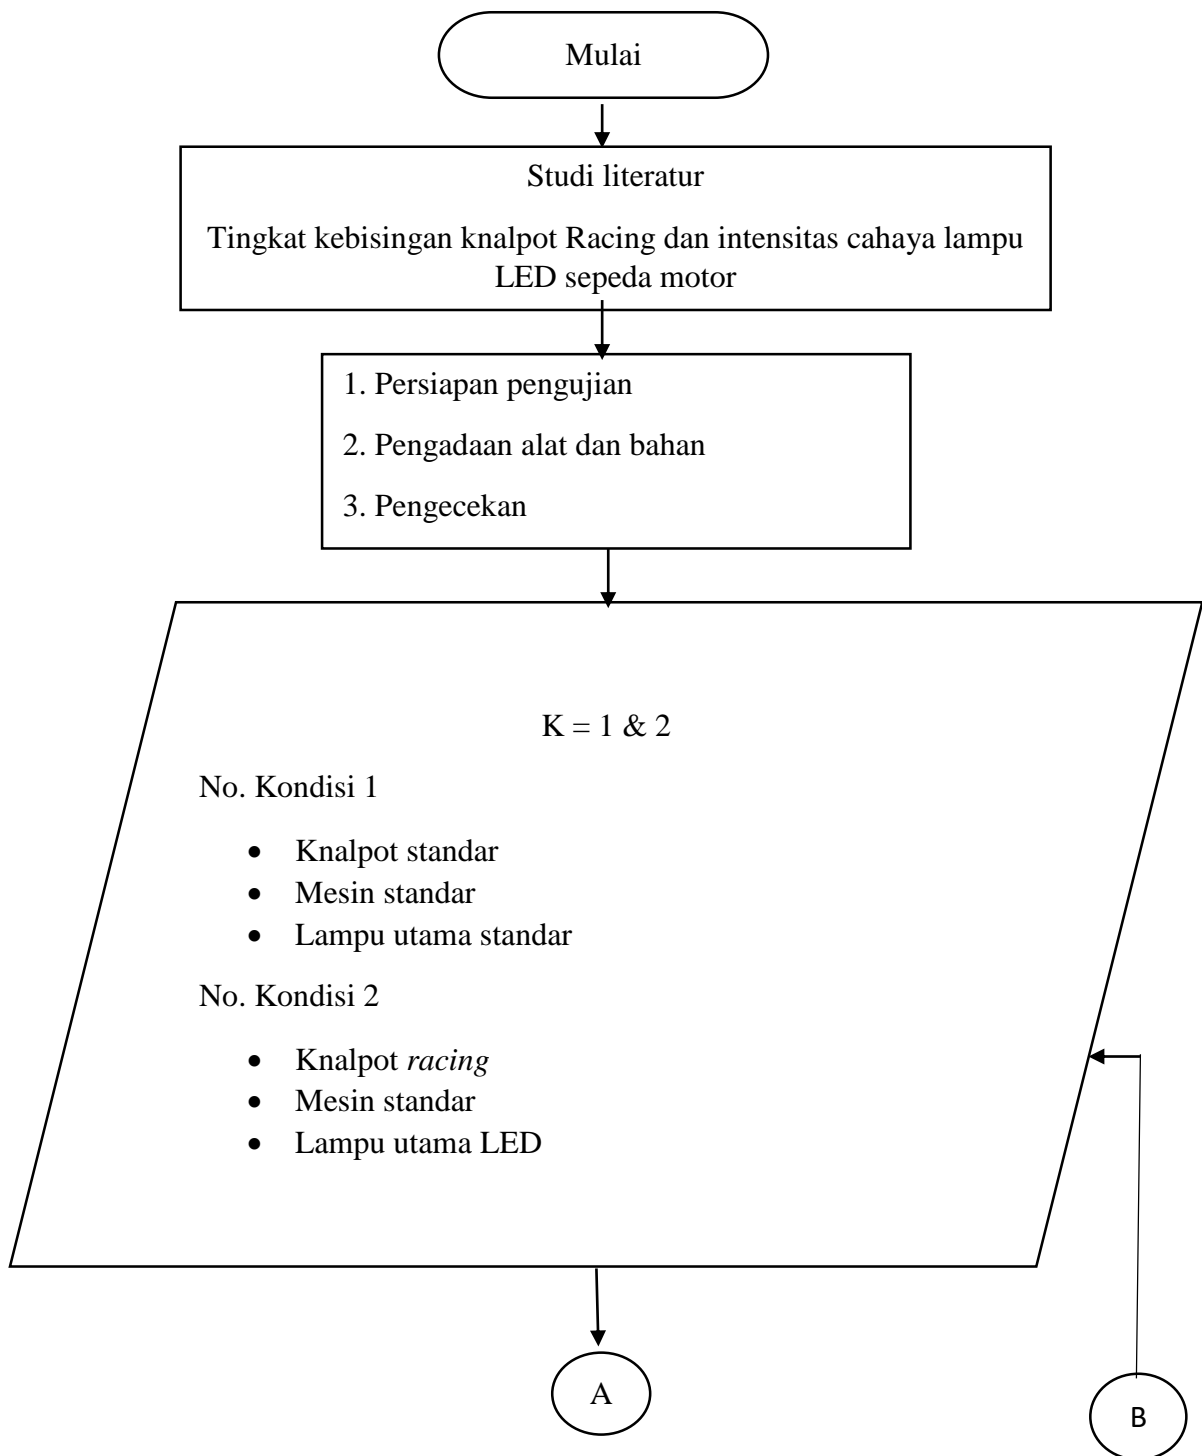 Mulai
Studi literatur
Tingkat kebisingan knalpot Racing dan intensitas cahaya lampu
LED sepeda motor
1. Persiapan pengujian
2. Pengadaan alat dan bahan
3. Pengecekan
K = 1 & 2
No. Kondisi 1
• Knalpot standar
• Mesin standar
• Lampu utama standar
No. Kondisi 2
• Knalpot racing
• Mesin standar
• Lampu utama LED
A
B